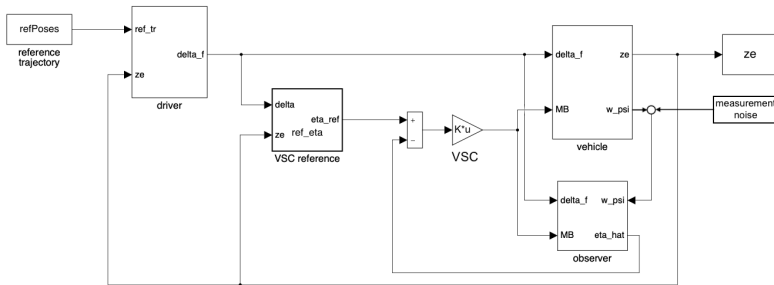 refPoses
reference
trajectory
ref_tr
delta_f
ze
driver
delta
eta_ref
ze
ref_eta
VSC reference
+
−
K*u
VSC
delta_f
ze
w_psi
MB
vehicle
ze
measurement
noise
delta_f
w_psi
MB
eta_hat
observer